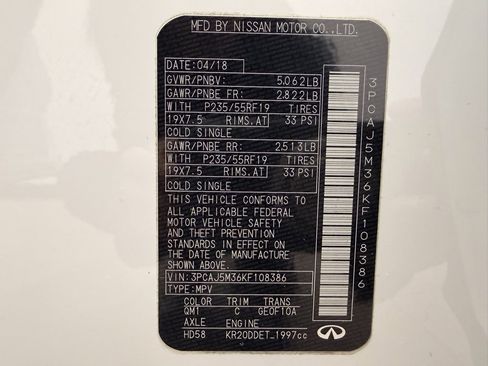 MFD BY NISSAN MOTOR CO.,LTD.
DATE: 04/18
GVWR/PNBV: 5,062LB
GAWR/PNBE FR: 2,822LB
WITH P235/55RF19 TIRES
19X7.5 RIMS.AT 33 PSI
COLD SINGLE
GAWR/PNBE RR: 2,513LB
WITH P235/55RF19 TIRES
19X7.5 RIMS.AT 33 PSI
COLD SINGLE
THIS VEHICLE CONFORMS TO
ALL APPLICABLE FEDERAL
MOTOR VEHICLE SAFETY
AND THEFT PREVENTION
STANDARDS IN EFFECT ON
THE DATE OF MANUFACTURE
SHOWN ABOVE.
VIN: 3PCAJ5M36KF108386
TYPE: MPV
COLOR TRIM TRANS
QM1 C GE0F10A
AXLE ENGINE
HD58 KR20DDET_1997cc
INFINITI
3PCAJ5M36KF108386